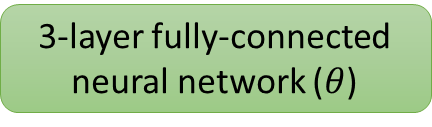 3-layer fully-connected
neural network (𝜃)